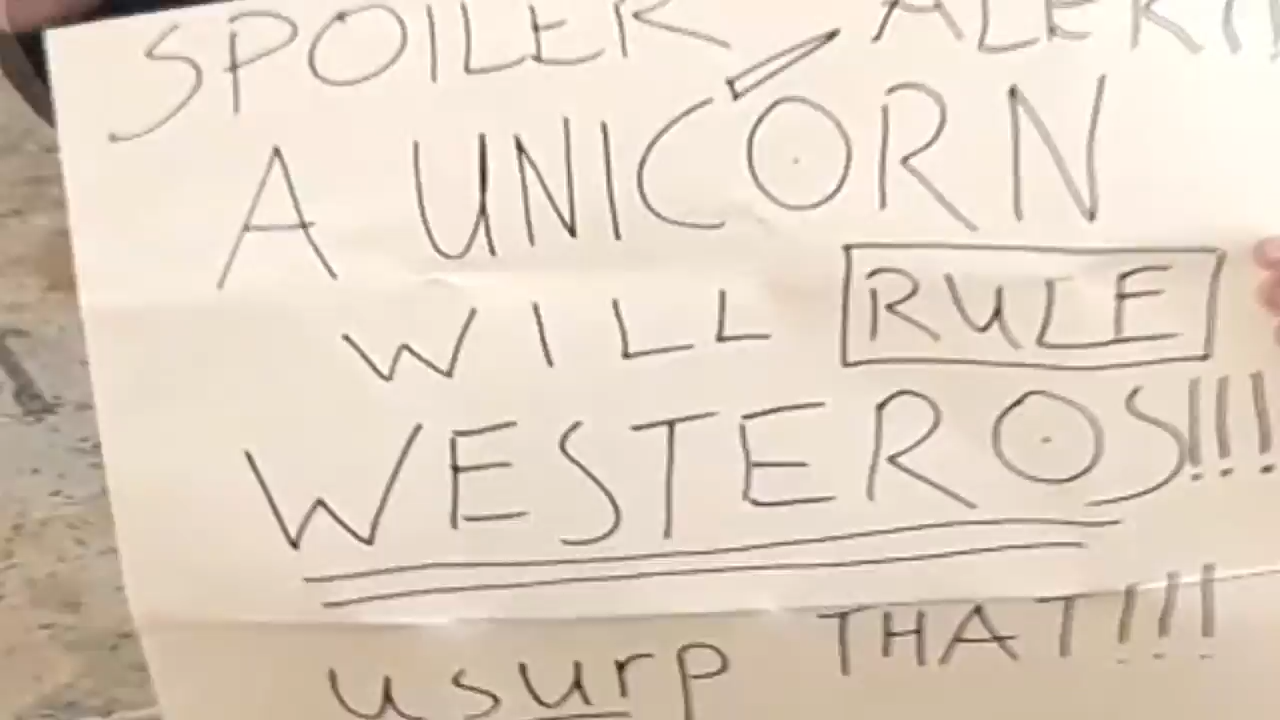 SPOILER ALERT!!
A UNICORN
WILL RULE
WESTEROS!!!
usurp THAT!!!